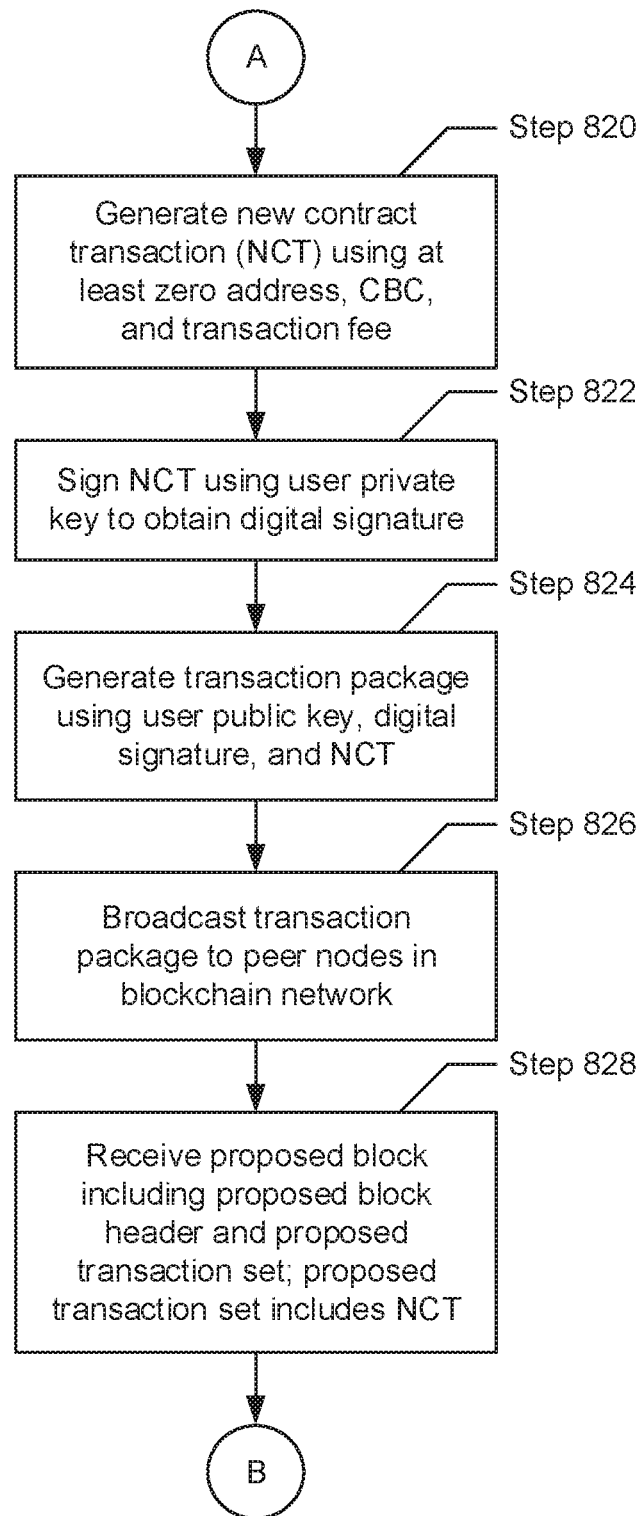 A
Step 820
Generate new contract
transaction (NCT) using at
least zero address, CBC,
and transaction fee
Step 822
Sign NCT using user private
key to obtain digital signature
Step 824
Generate transaction package
using user public key, digital
signature, and NCT
Step 826
Broadcast transaction
package to peer nodes in
blockchain network
Step 828
Receive proposed block
including proposed block
header and proposed
transaction set; proposed
transaction set includes NCT
B